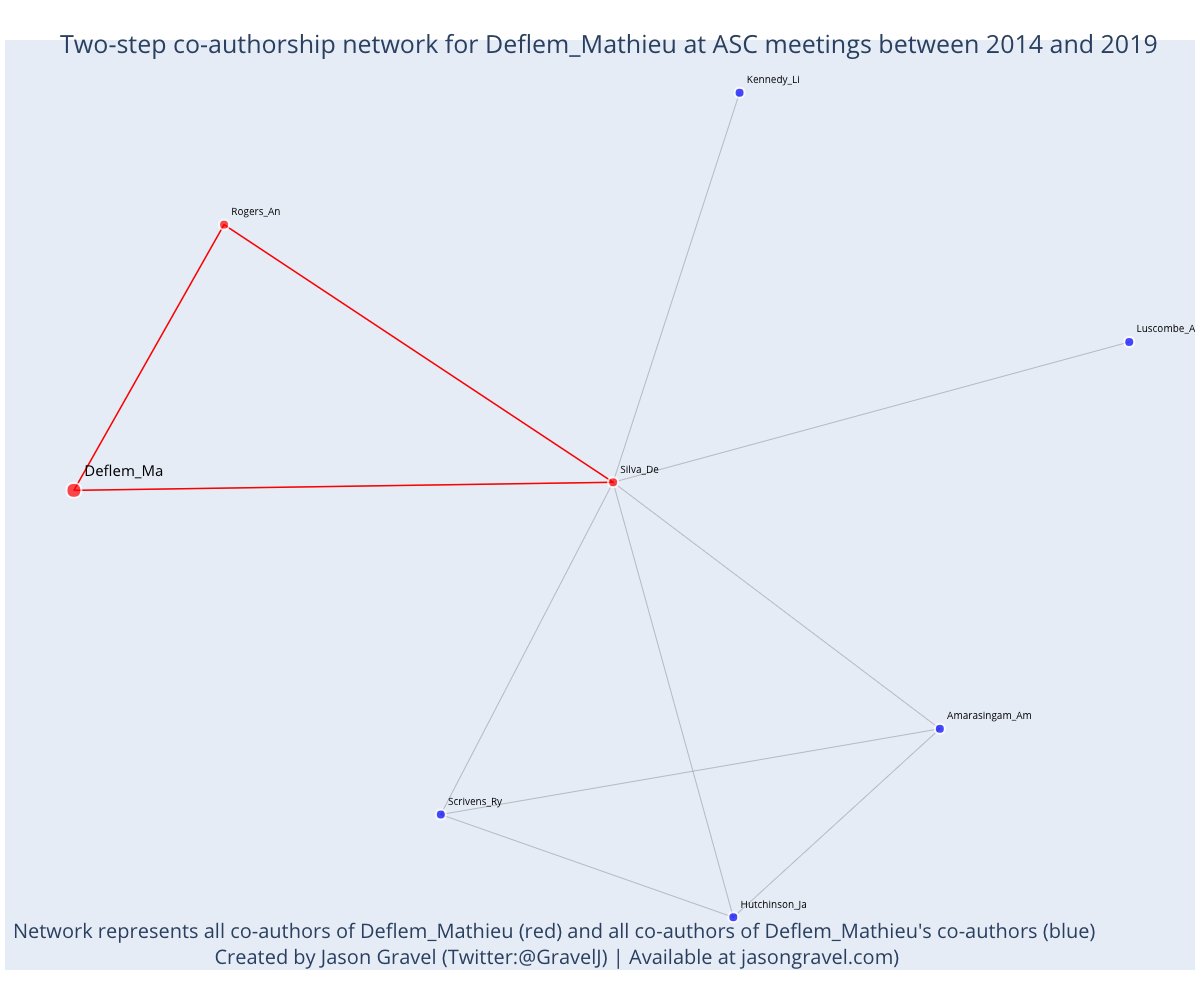 Two-step co-authorship network for Deflem_Mathieu at ASC meetings between 2014 and 2019
Kennedy_Li
Rogers_An
Luscombe_A
Deflem_Ma
Silva_De
Amarasingam_Am
Scrivens_Ry
Hutchinson_Ja
Network represents all co-authors of Deflem_Mathieu (red) and all co-authors of Deflem_Mathieu's co-authors (blue)
Created by Jason Gravel (Twitter:@GravelJ) | Available at jasongravel.com)